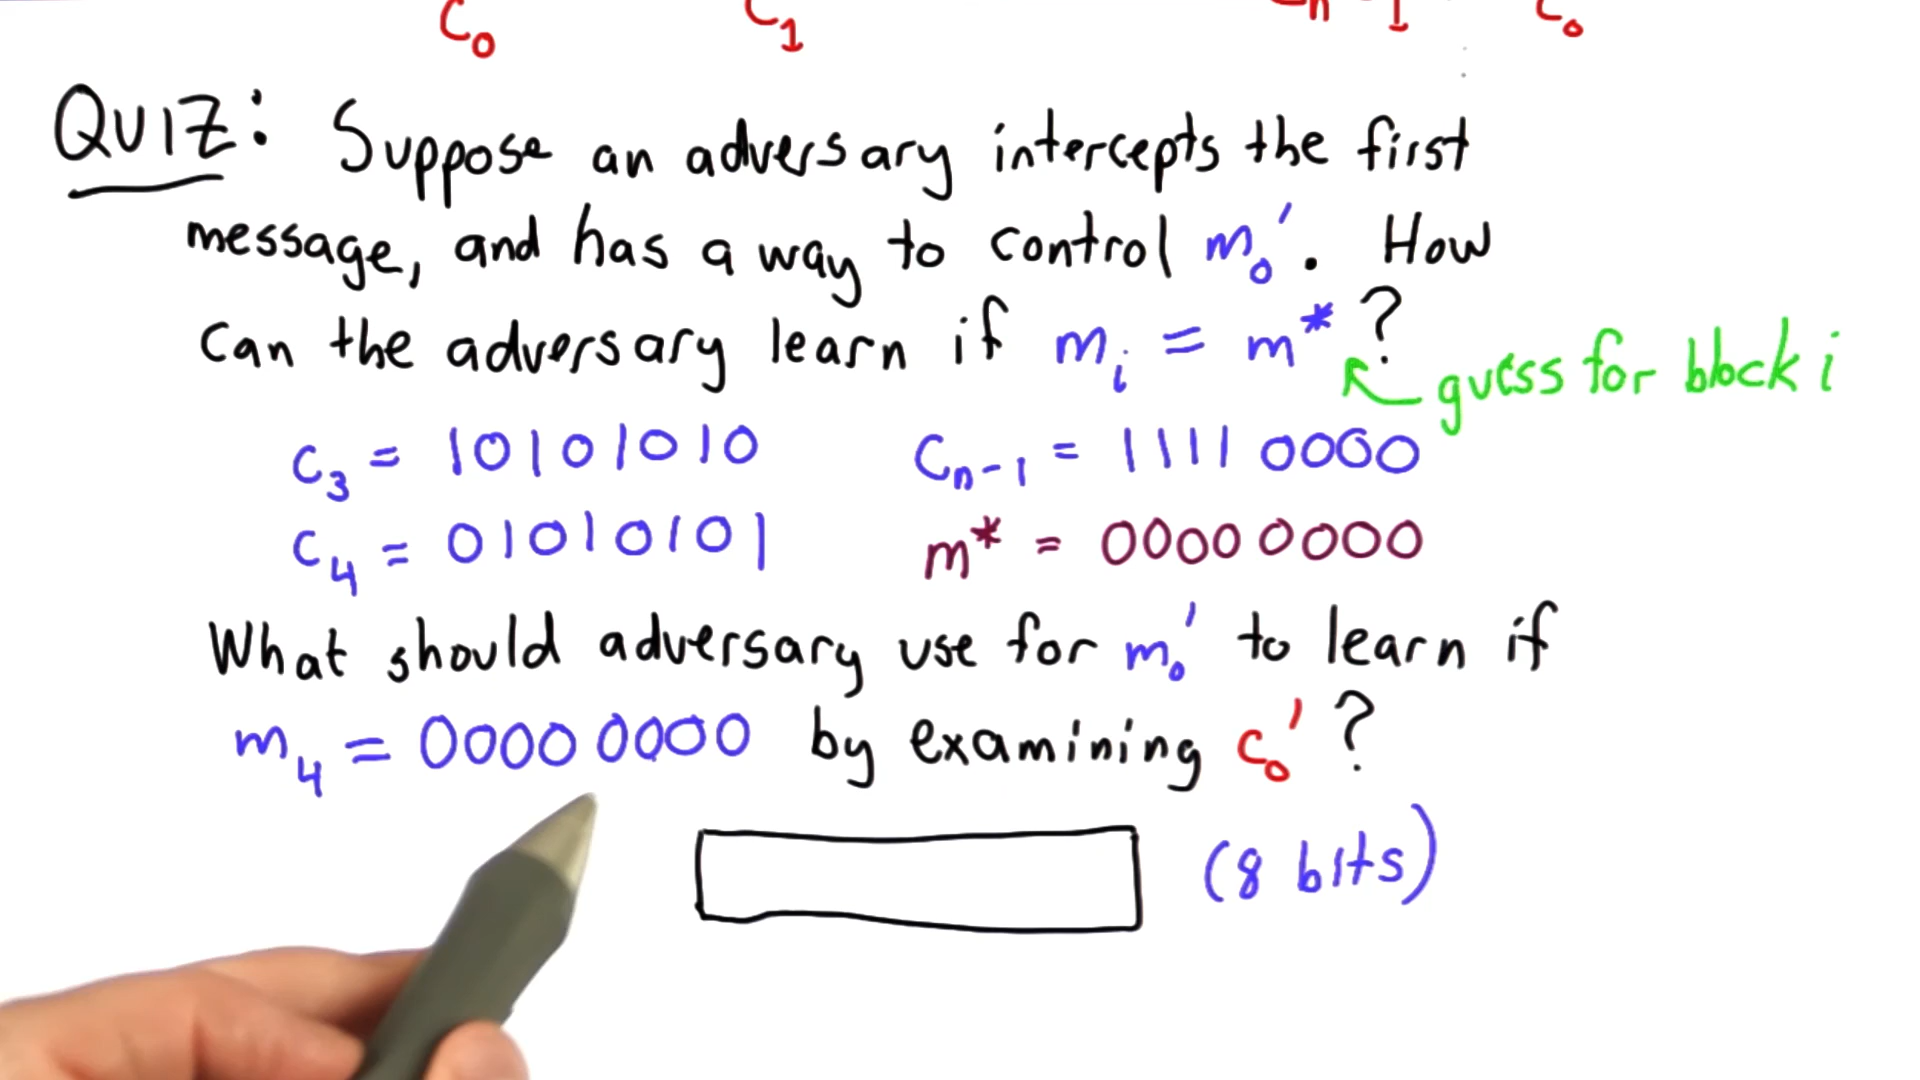 C₀ C₁ Cₙ₋₁ C₀
QUIZ: Suppose an adversary intercepts the first
message, and has a way to control m₀'. How
can the adversary learn if mᵢ = m*?
guess for block i
C₃ = 10101010 Cₙ₋₁ = 11110000
C₄ = 01010101 m* = 00000000
What should adversary use for m₀' to learn if
m₄ = 00000000 by examining C₀'?
(8 bits)